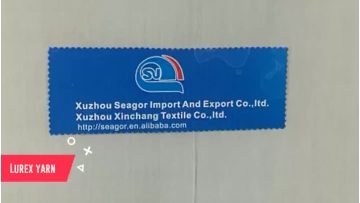 SJ
Xuzhou Seagor Import And Export Co.,ltd.
Xuzhou Xinchang Textile Co.,ltd.
http://seagor.en.alibaba.com
LUREX YARN